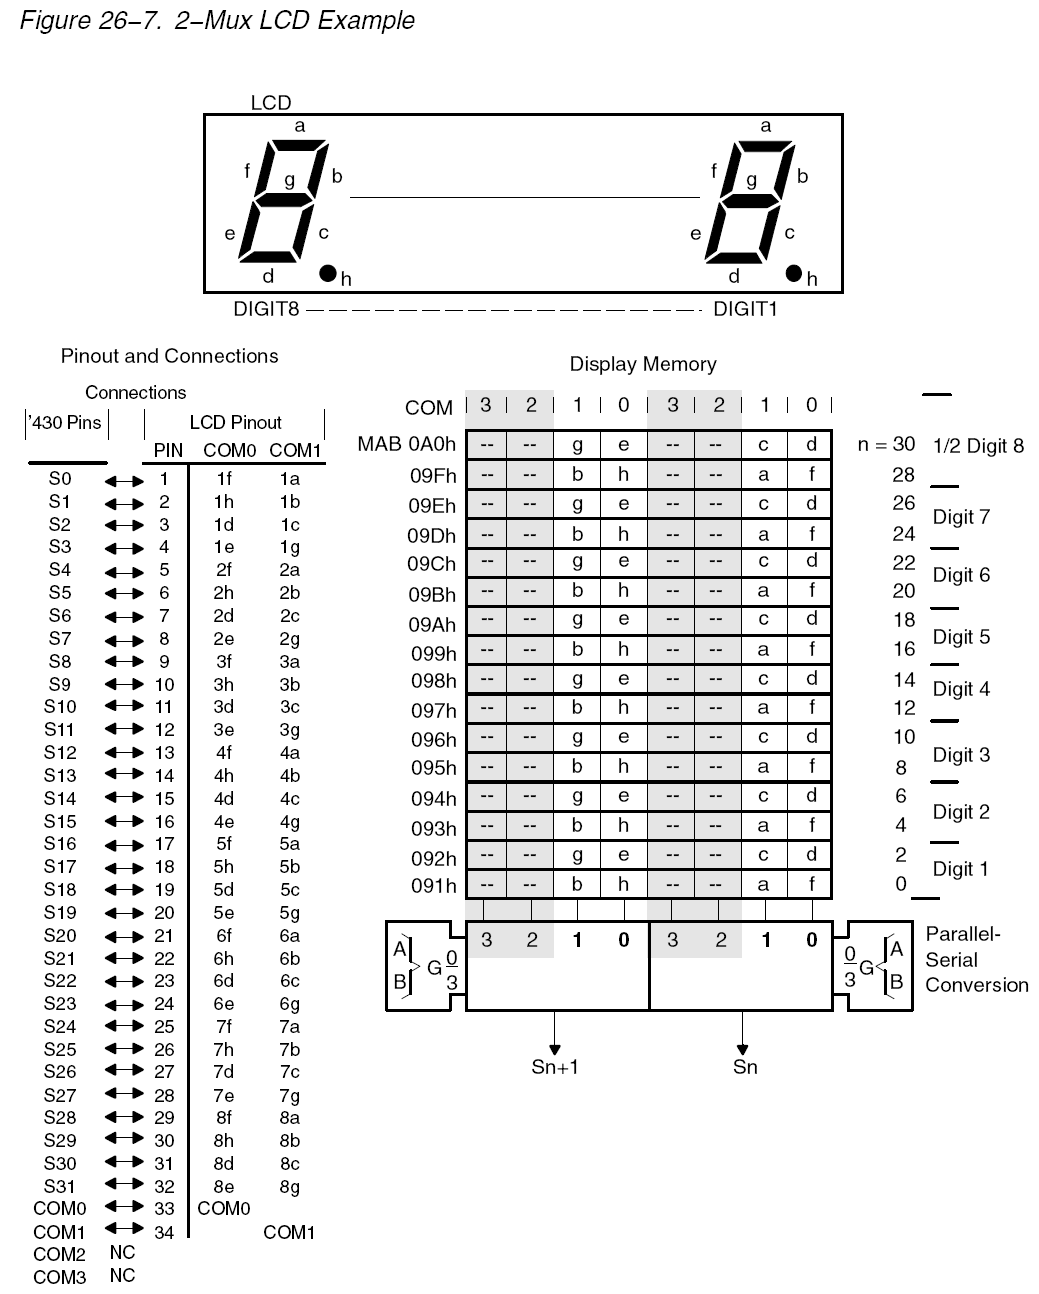 Figure 26−7. 2−Mux LCD Example
LCD
a
a
f
g
b
f
g
b
e
c
e
c
d
h
d
h
DIGIT8
DIGIT1
Pinout and Connections
Connections
'430 Pins
LCD Pinout
PIN COM0 COM1
S0 1 1f 1a
S1 2 1h 1b
S2 3 1d 1c
S3 4 1e 1g
S4 5 2f 2a
S5 6 2h 2b
S6 7 2d 2c
S7 8 2e 2g
S8 9 3f 3a
S9 10 3h 3b
S10 11 3d 3c
S11 12 3e 3g
S12 13 4f 4a
S13 14 4h 4b
S14 15 4d 4c
S15 16 4e 4g
S16 17 5f 5a
S17 18 5h 5b
S18 19 5d 5c
S19 20 5e 5g
S20 21 6f 6a
S21 22 6h 6b
S22 23 6d 6c
S23 24 6e 6g
S24 25 7f 7a
S25 26 7h 7b
S26 27 7d 7c
S27 28 7e 7g
S28 29 8f 8a
S29 30 8h 8b
S30 31 8d 8c
S31 32 8e 8g
COM0 33 COM0
COM1 34 COM1
COM2 NC
COM3 NC
Display Memory
COM 3 2 1 0 3 2 1 0
MAB 0A0h -- -- g e -- -- c d n = 30 1/2 Digit 8
09Fh -- -- b h -- -- a f 28
09Eh -- -- g e -- -- c d 26
Digit 7
09Dh -- -- b h -- -- a f 24
09Ch -- -- g e -- -- c d 22
Digit 6
09Bh -- -- b h -- -- a f 20
09Ah -- -- g e -- -- c d 18
Digit 5
099h -- -- b h -- -- a f 16
098h -- -- g e -- -- c d 14
Digit 4
097h -- -- b h -- -- a f 12
096h -- -- g e -- -- c d 10
Digit 3
095h -- -- b h -- -- a f 8
094h -- -- g e -- -- c d 6
Digit 2
093h -- -- b h -- -- a f 4
092h -- -- g e -- -- c d 2
Digit 1
091h -- -- b h -- -- a f 0
3 2 1 0 3 2 1 0
A
B
G
0
3
0
3
G
A
B
Parallel-
Serial
Conversion
Sn+1
Sn